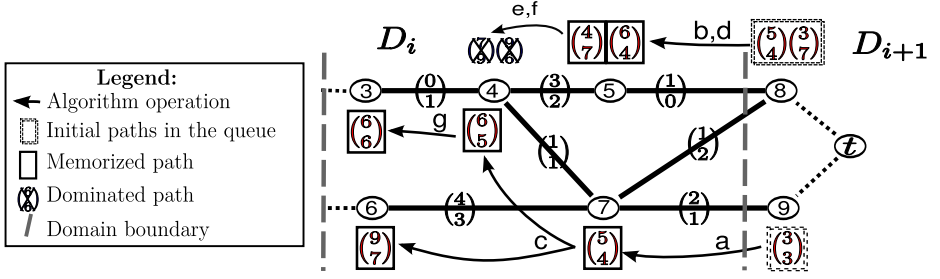 e,f
D_i
(7 9) (9 6)
(4 7) (6 4)
b,d
(5 4) (3 7)
D_{i+1}
Legend:
Algorithm operation
Initial paths in the queue
Memorized path
(6 6) Dominated path
Domain boundary
3 (0 1) 4 (3 2) 5 (1 0) 8
(6 6) g (6 5)
(1 1) (1 2) t
6 (4 3) 7 (2 1) 9
(9 7) c (5 4) a (3 3)